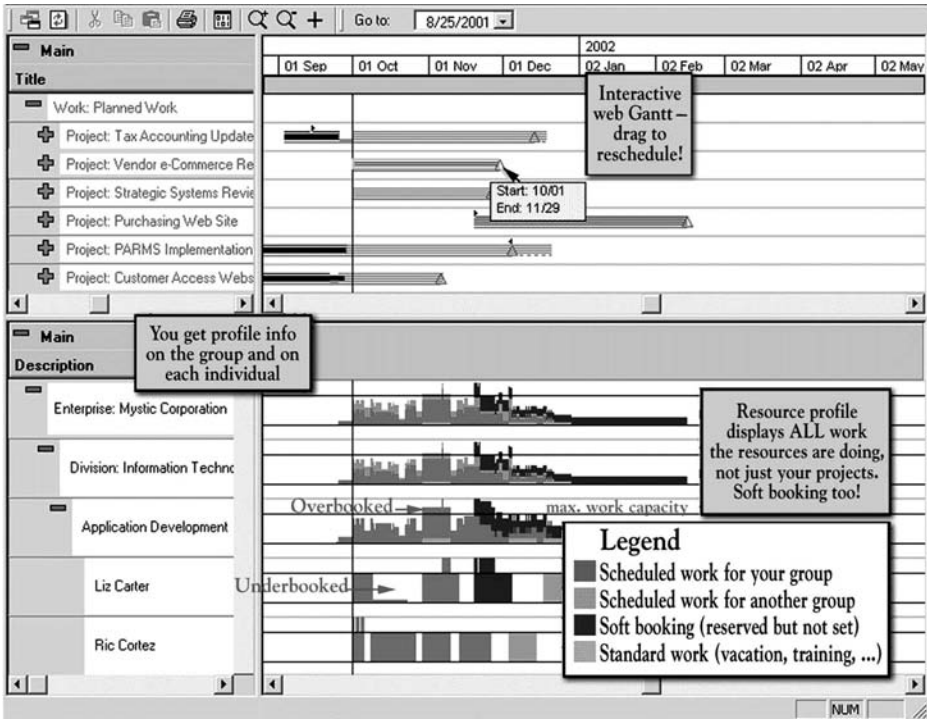 Go to: 8/25/2001
Main
2002
01 Sep 01 Oct 01 Nov 01 Dec 02 Jan 02 Feb 02 Mar 02 Apr 02 May
Title
Work: Planned Work
Project: Tax Accounting Update
Project: Vendor e-Commerce Re
Project: Strategic Systems Revie
Project: Purchasing Web Site
Project: PARMS Implementation
Project: Customer Access Webs
Interactive
web Gantt –
drag to
reschedule!
Start: 10/01
End: 11/29
Main
Description
You get profile info
on the group and on
each individual
Enterprise: Mystic Corporation
Division: Information Techno
Application Development
Liz Carter
Ric Cortez
Resource profile
displays ALL work
the resources are doing,
not just your projects.
Soft booking too!
Overbooked
max. work capacity
Underbooked
Legend
Scheduled work for your group
Scheduled work for another group
Soft booking (reserved but not set)
Standard work (vacation, training, ...)
NUM